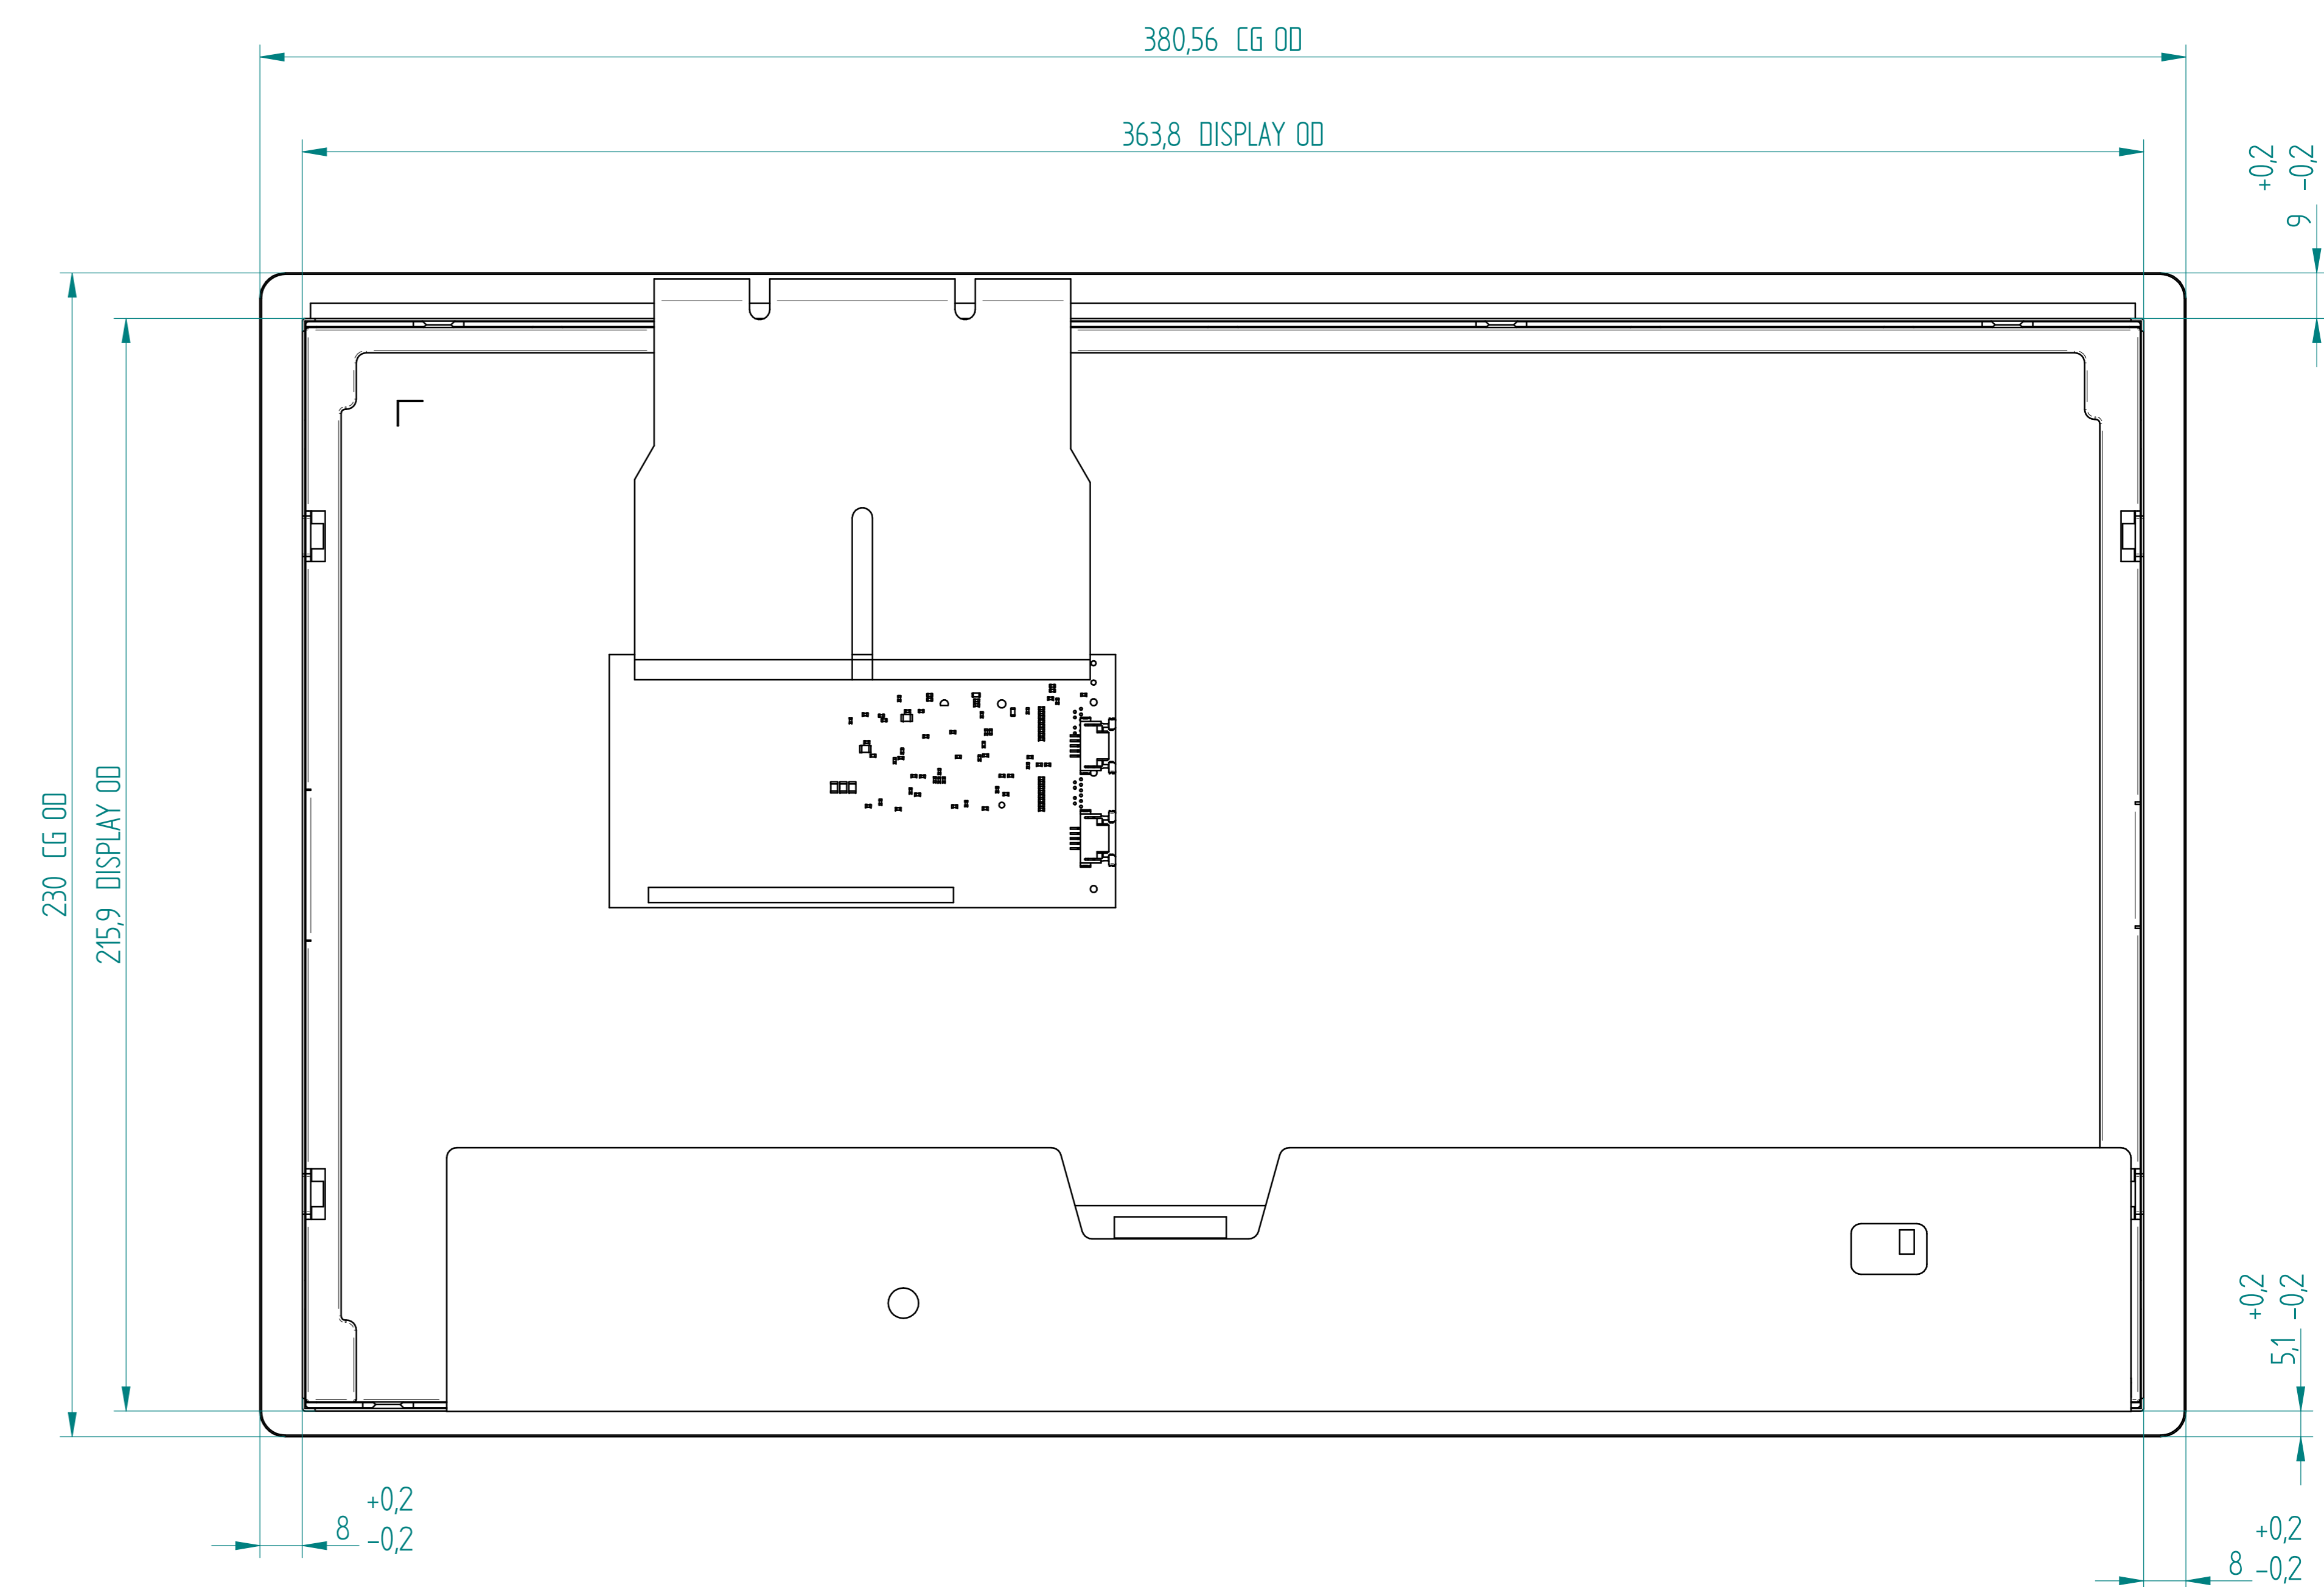 380,56 CG OD
363,8 DISPLAY OD
+0,2
9 -0,2
230 CG OD
215,9 DISPLAY OD
+0,2
5,1 -0,2
+0,2
8 -0,2
+0,2
8 -0,2